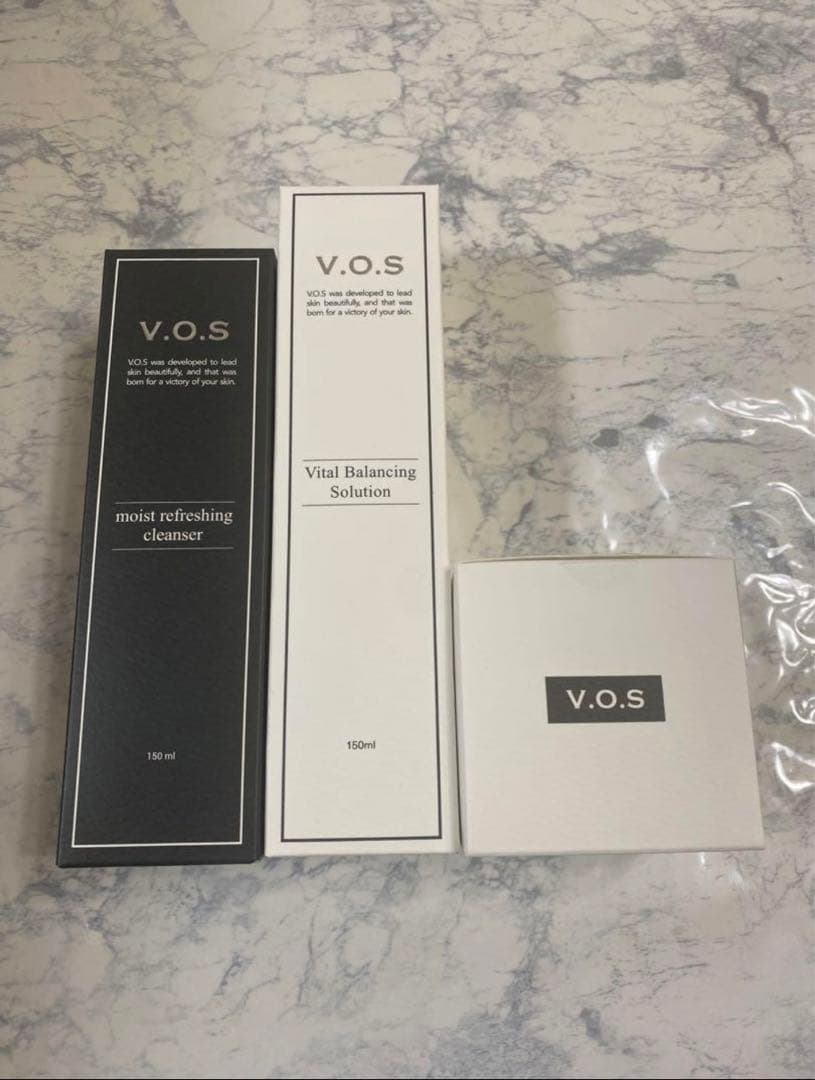 V.O.S
V.O.S was developed to lead
skin beautifully, and that was
born for a victory of your skin.
moist refreshing
cleanser
150 ml
V.O.S
V.O.S was developed to lead
skin beautifully, and that was
born for a victory of your skin.
Vital Balancing
Solution
150ml
V.O.S